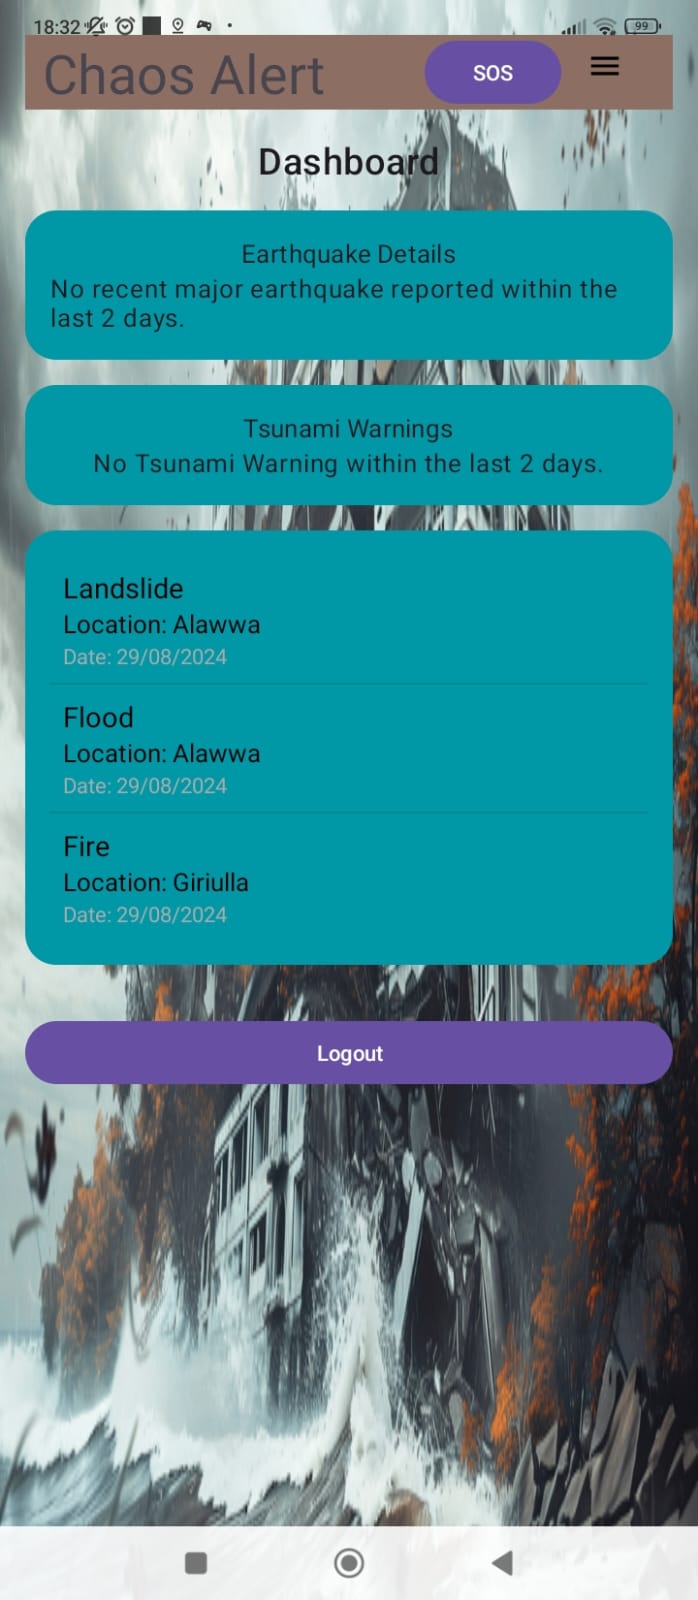 18:32
99
Chaos Alert
SOS
Dashboard
Earthquake Details
No recent major earthquake reported within the
last 2 days.
Tsunami Warnings
No Tsunami Warning within the last 2 days.
Landslide
Location: Alawwa
Date: 29/08/2024
Flood
Location: Alawwa
Date: 29/08/2024
Fire
Location: Giriulla
Date: 29/08/2024
Logout